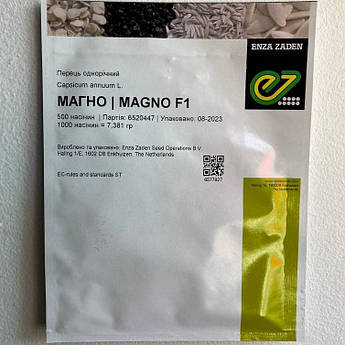 ENZA ZADEN
Перець однорічний
Capsicum annuum L.
МАГНО | MAGNO F1
500 насінин | Партія: 6520447 | Упаковано: 08-2023
1000 насінин = 7,381 гр
Вироблено та упаковано: Enza Zaden Seed Operations B.V.
Haling 1/E, 1602 DB Enkhuizen, The Netherlands
EC-rules and standards ST